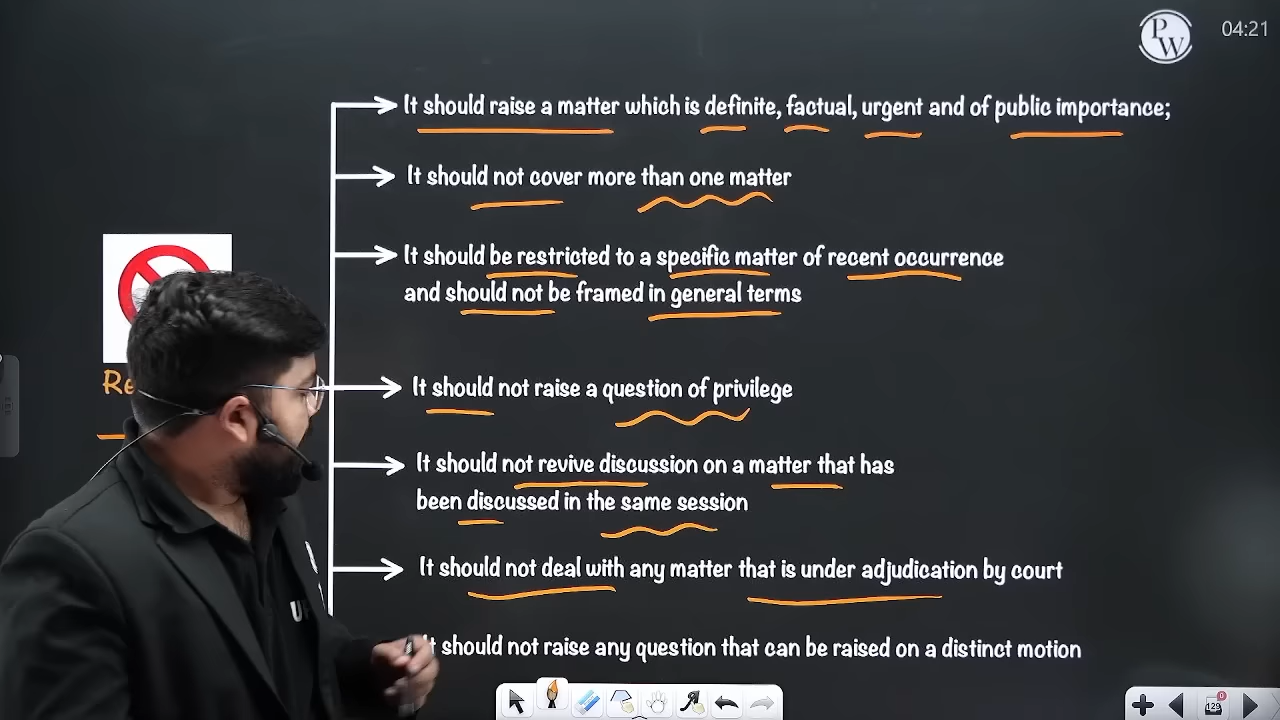 PW
04:21
It should raise a matter which is definite, factual, urgent and of public importance;
It should not cover more than one matter
It should be restricted to a specific matter of recent occurrence
and should not be framed in general terms
It should not raise a question of privilege
It should not revive discussion on a matter that has
been discussed in the same session
It should not deal with any matter that is under adjudication by court
It should not raise any question that can be raised on a distinct motion
129